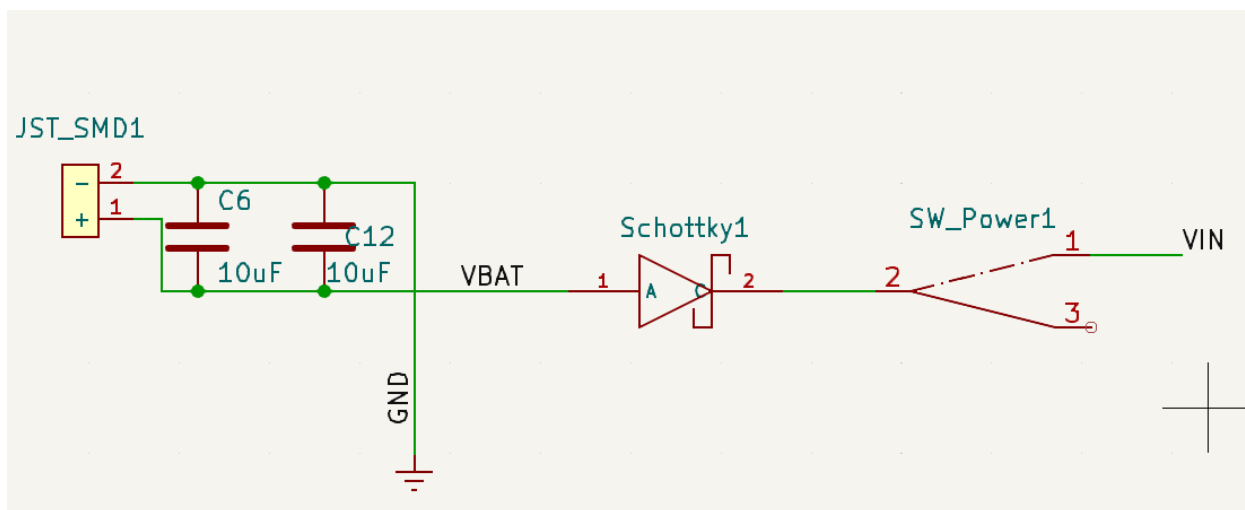 JST_SMD1
2
-
1
+
C6
10uF
C12
10uF
VBAT
GND
Schottky1
1
A
C
2
SW_Power1
2
1
3
VIN